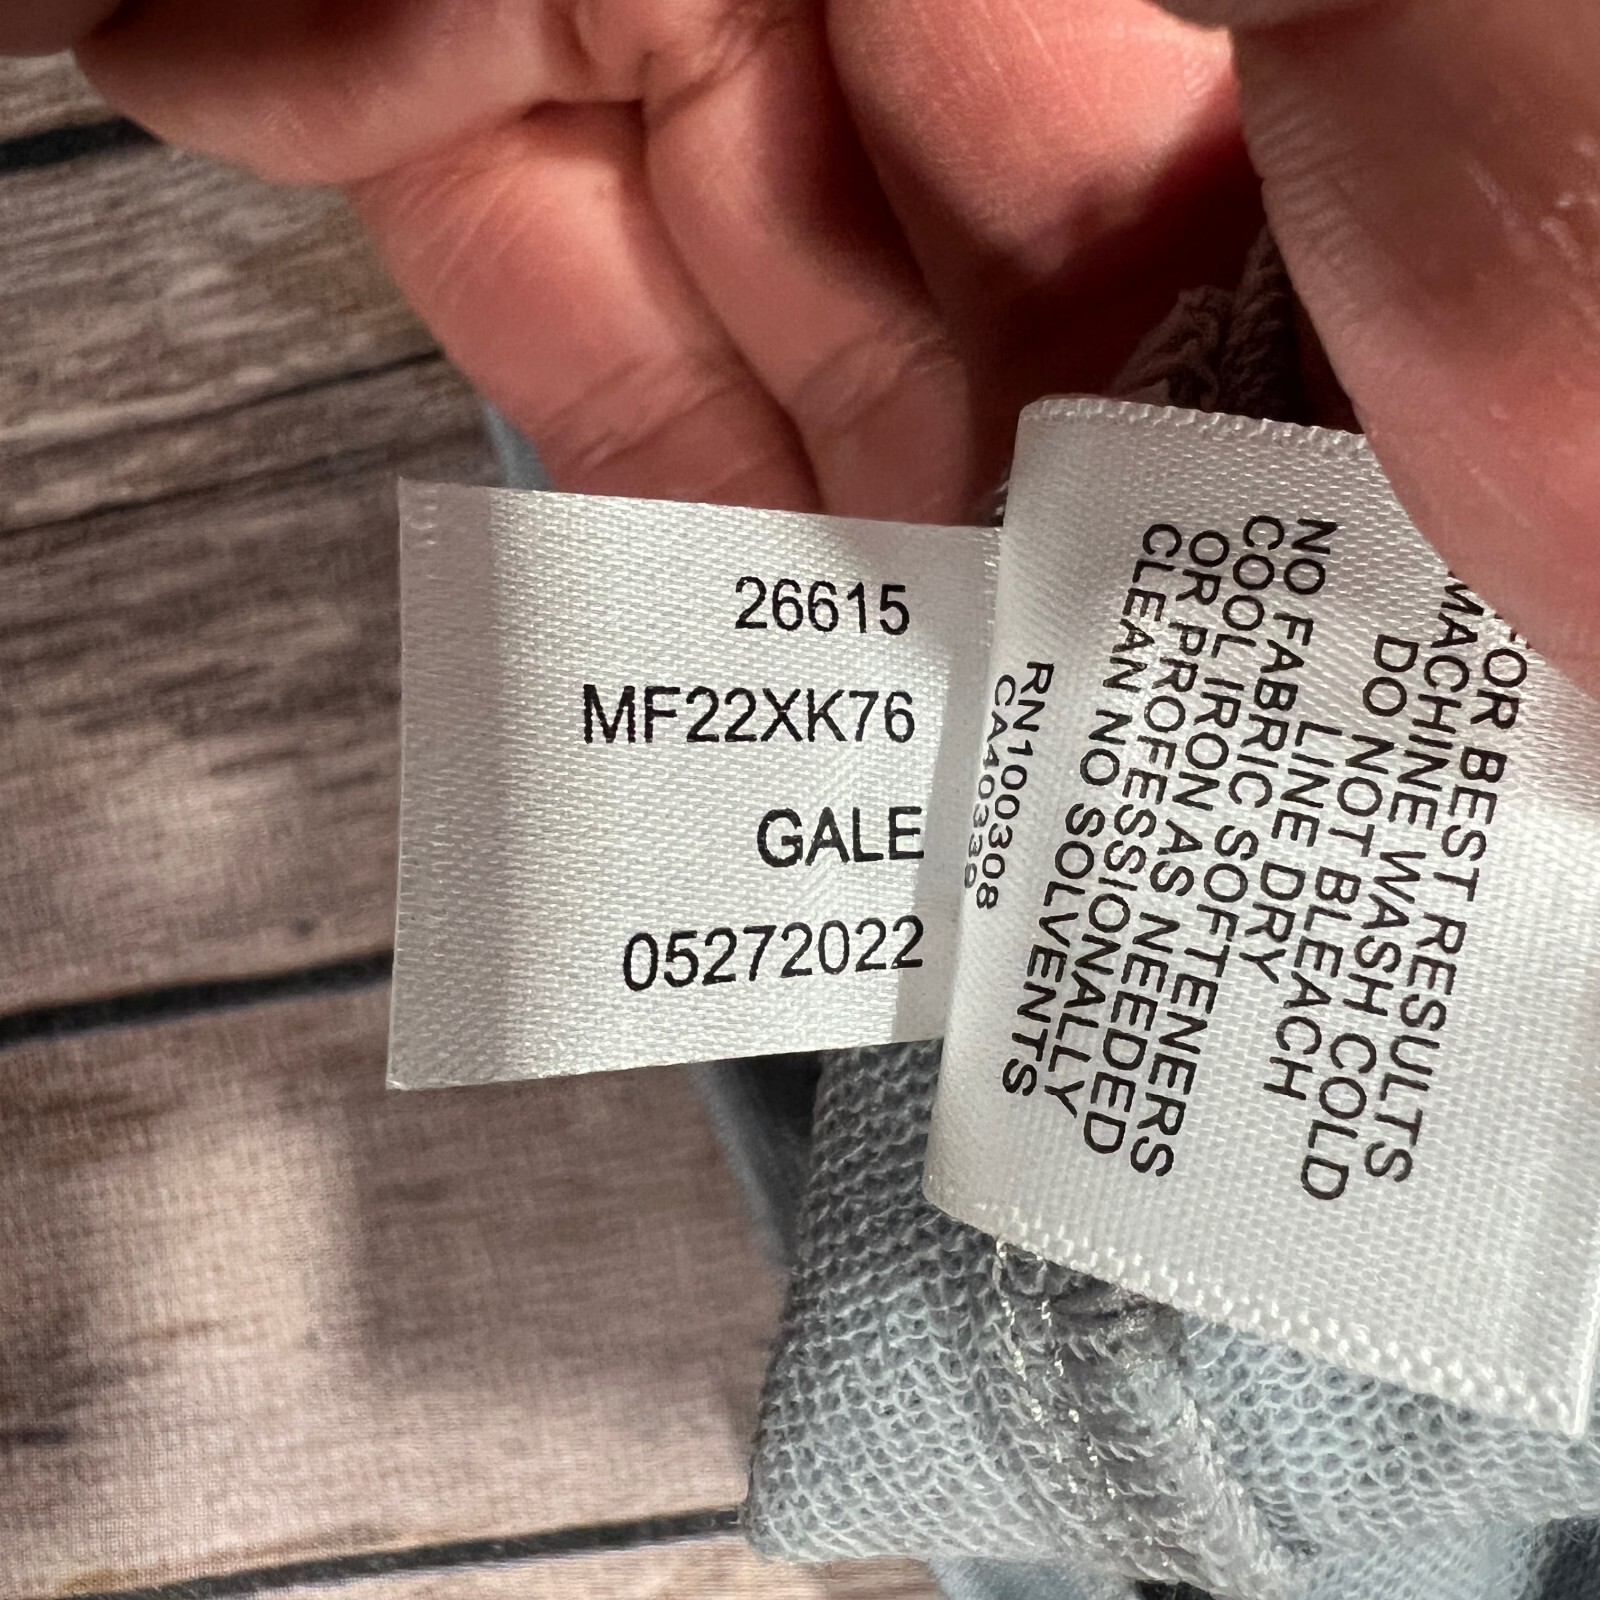 26615
MF22XK76
GALE
05272022
FOR BEST RESULTS
MACHINE WASH COLD
DO NOT BLEACH
LINE DRY
NO FABRIC SOFTENERS
COOL IRON AS NEEDED
OR PROFESSIONALLY
CLEAN NO SOLVENTS
RN100308
CA40339